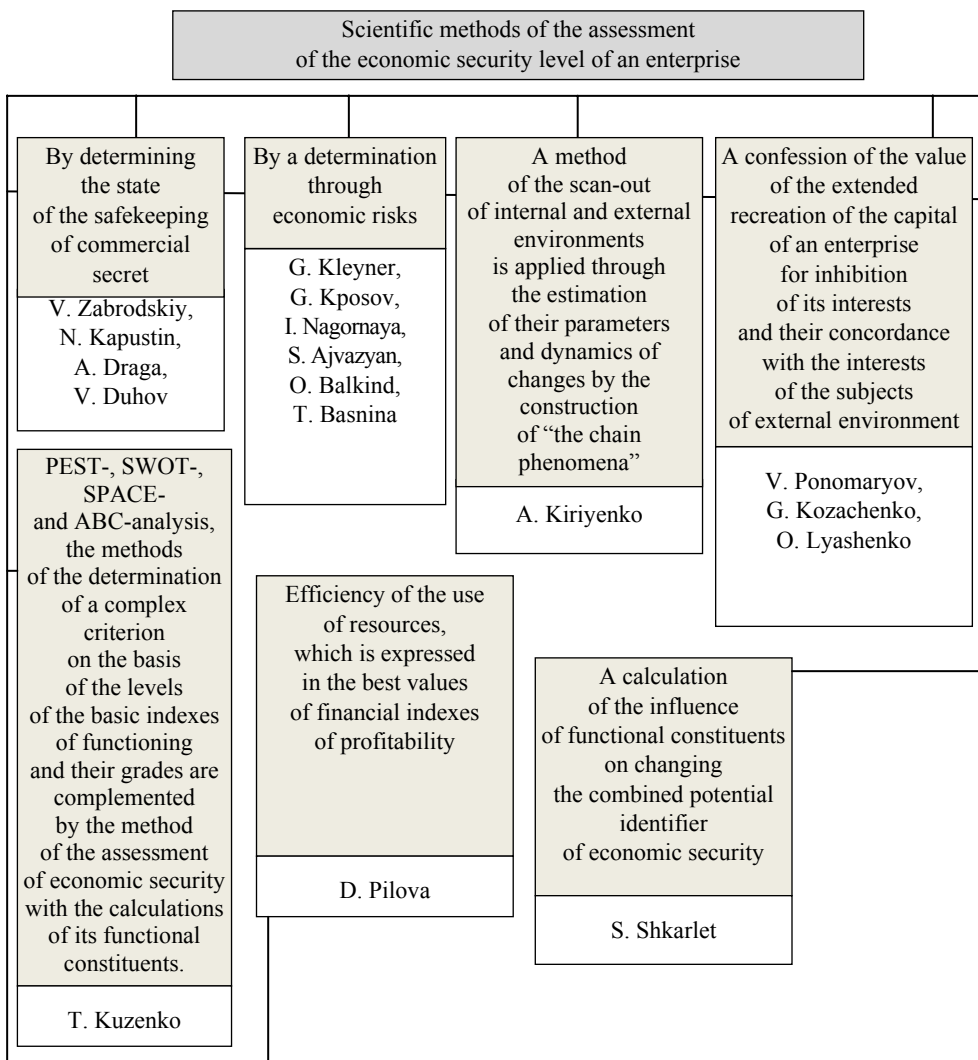 Scientific methods of the assessment
of the economic security level of an enterprise
By determining
the state
of the safekeeping
of commercial
secret
V. Zabrodskiy,
N. Kapustin,
A. Draga,
V. Duhov
By a determination
through
economic risks
G. Kleyner,
G. Kposov,
I. Nagornaya,
S. Ajvazyan,
O. Balkind,
T. Basnina
A method
of the scan-out
of internal and external
environments
is applied through
the estimation
of their parameters
and dynamics of
changes by the
construction
of “the chain
phenomena”
A. Kiriyenko
A confession of the value
of the extended
recreation of the capital
of an enterprise
for inhibition
of its interests
and their concordance
with the interests
of the subjects
of external environment
V. Ponomaryov,
G. Kozachenko,
O. Lyashenko
PEST-, SWOT-,
SPACE-
and ABC-analysis,
the methods
of the determination
of a complex
criterion
on the basis
of the levels
of the basic indexes
of functioning
and their grades are
complemented
by the method
of the assessment
of economic security
with the calculations
of its functional
constituents.
T. Kuzenko
Efficiency of the use
of resources,
which is expressed
in the best values
of financial indexes
of profitability
D. Pilova
A calculation
of the influence
of functional constituents
on changing
the combined potential
identifier
of economic security
S. Shkarlet